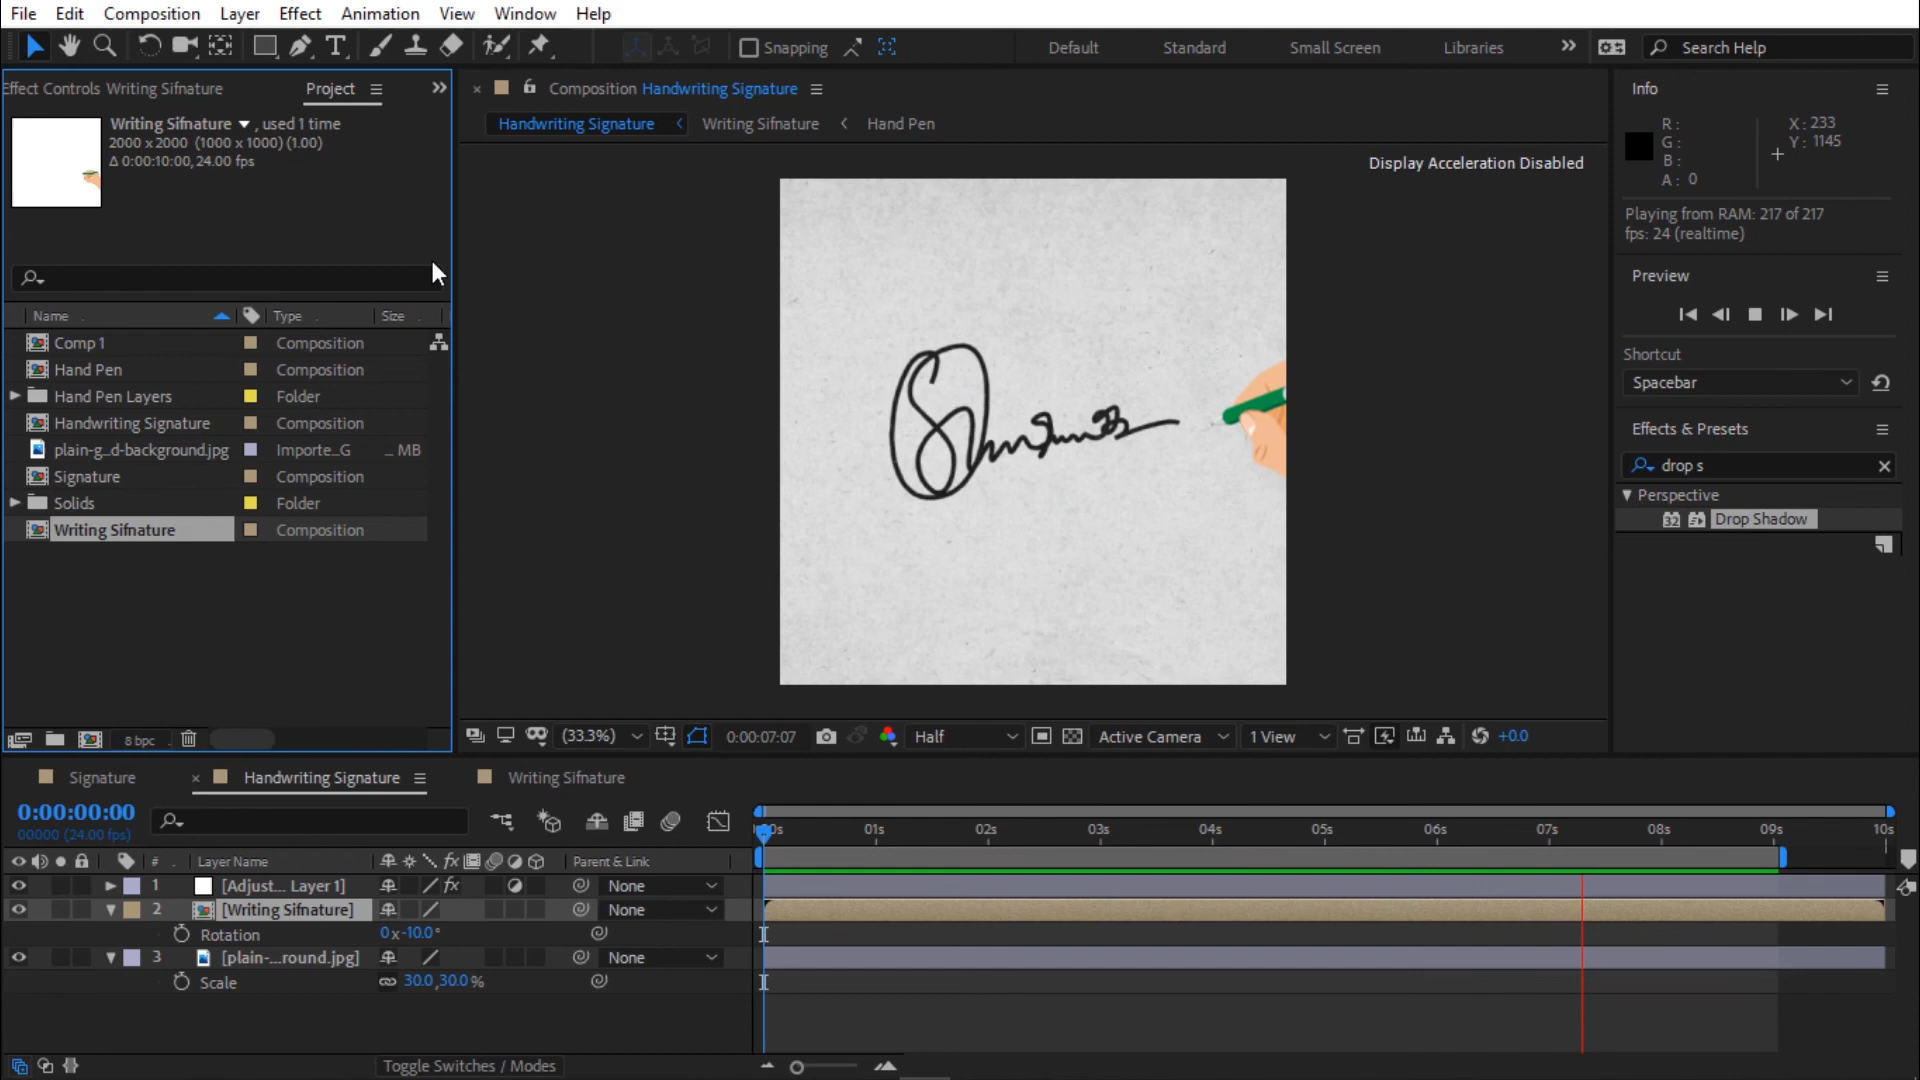 File Edit Composition Layer Effect Animation View Window Help
Snapping Default Standard Small Screen Libraries Search Help
Effect Controls Writing Sifnature Project
Writing Sifnature , used 1 time
2000 x 2000 (1000 x 1000) (1.00)
Δ 0:00:10:00, 24.00 fps
Name Type Size
Comp 1 Composition
Hand Pen Composition
Hand Pen Layers Folder
Handwriting Signature Composition
plain-g...d-background.jpg Importe...G ... MB
Signature Composition
Solids Folder
Writing Sifnature Composition
8 bpc
Composition Handwriting Signature
Handwriting Signature Writing Sifnature Hand Pen
Display Acceleration Disabled
(33.3%) 0:00:07:07 Half Active Camera 1 View +0.0
Info
R : X : 233
G : Y : 1145
B :
A : 0
Playing from RAM: 217 of 217
fps: 24 (realtime)
Preview
Shortcut
Spacebar
Effects & Presets
drop s
Perspective
32 Drop Shadow
Signature Handwriting Signature Writing Sifnature
0:00:00:00
00000 (24.00 fps)
01s 02s 03s 04s 05s 06s 07s 08s 09s 10s
# Layer Name fx Parent & Link
1 [Adjust... Layer 1] fx None
2 [Writing Sifnature] None
Rotation 0x-10.0°
3 [plain-...round.jpg] None
Scale 30.0,30.0 %
Toggle Switches / Modes